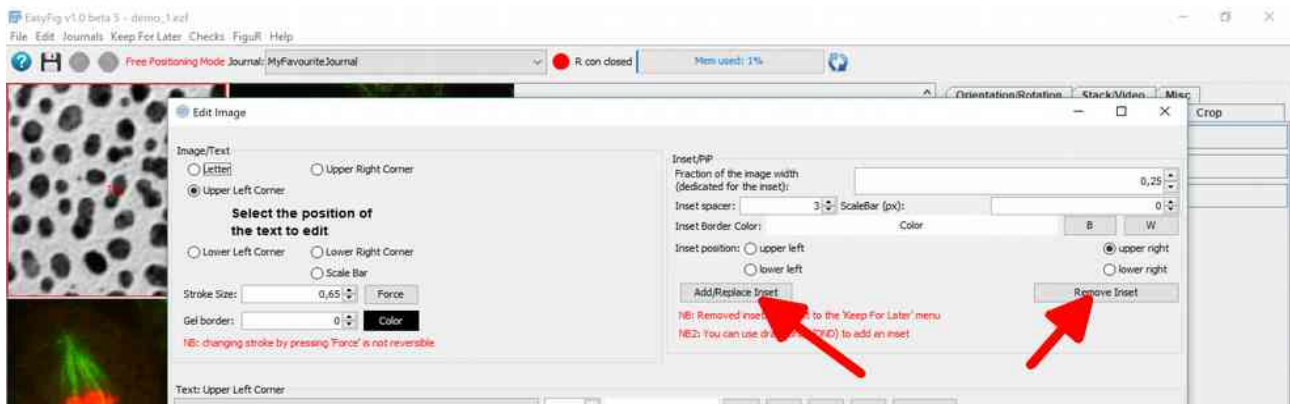 EasyFig v1.0 beta 5 - demo_1.ezf
File Edit Journals Keep For Later Checks FiguR Help
Free Positioning Mode Journal: MyFavouriteJournal R con closed Mem used: 1%
Orientation/Rotation Stack/Video Misc
Crop
Edit Image
Image/Text
Letter Upper Right Corner
Upper Left Corner
Select the position of
the text to edit
Lower Left Corner Lower Right Corner
Scale Bar
Stroke Size: 0,65 Force
Gel border: 0 Color
NB: changing stroke by pressing 'Force' is not reversible
Inset/PiP
Fraction of the image width
(dedicated for the inset): 0,25
Inset spacer: 3 ScaleBar (px): 0
Inset Border Color: Color B W
Inset position: upper left upper right
lower left lower right
Add/Replace Inset Remove Inset
NB: Removed inset to the 'Keep For Later' menu
NB2: You can use (DND) to add an inset
Text: Upper Left Corner